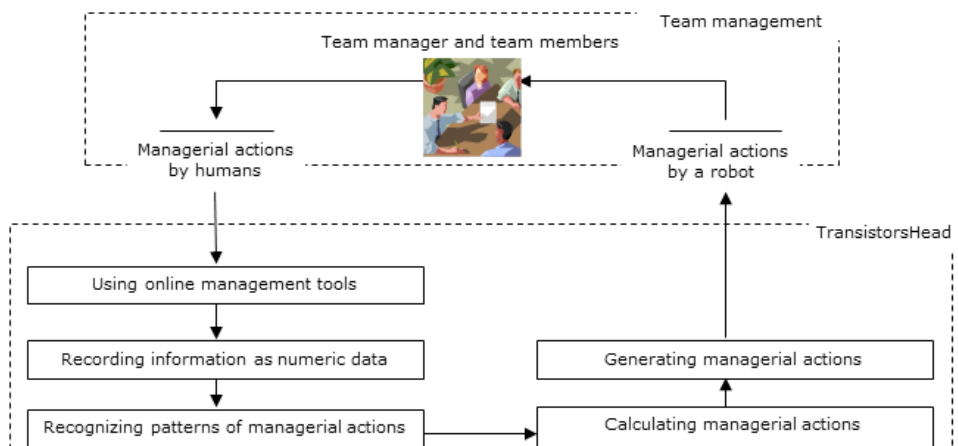 Team management
Team manager and team members
Managerial actions
by humans
Managerial actions
by a robot
TransistorsHead
Using online management tools
Recording information as numeric data
Generating managerial actions
Recognizing patterns of managerial actions
Calculating managerial actions